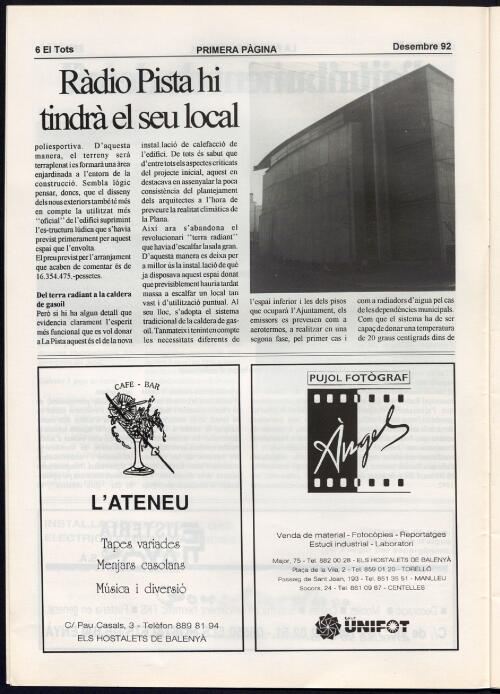 6 El Tots
PRIMERA PÀGINA
Desembre 92
Ràdio Pista hi
tindrà el seu local
poliesportiva. D'aquesta
manera, el terreny serà
terraplenat i es formarà una àrea
enjardinada a l'entorn de la
construcció. Sembla lògic
pensar, doncs, que el disseny
dels nous exteriors també té més
en compte la utilitzat més
"oficial" de l'edifici suprimint
l'es-tructura lúdica que s'havia
previst primerament per aquest
espai que l'envolta.
El preu previst per l'arranjament
que acaben de comentar és de
16.354.475.-pessetes.
Del terra radiant a la caldera
de gasoil
Però si hi ha algun detall que
evidencia clarament l'esperit
més funcional que es vol donar
a La Pista aquest és el de la nova
instal.lació de calefacció de
l'edifici. De tots és sabut que
d'entre tots els aspectes criticats
del projecte inicial, aquest en
destacava en assenyalar la poca
consistència del plantejament
dels arquitectes a l'hora de
preveure la realitat climàtica de
la Plana.
Així ara s'abandona el
revolucionari "terra radiant"
que havia d'escalfar la sala gran.
D'aquesta manera es deixa per
a millor ús la instal.lació de què
ja disposava aquest espai donat
que previsiblement hauria tardat
massa a escalfar un local tan
vast i d'utilització puntual. Al
seu lloc, s'adopta el sistema
tradicional de la caldera de gas-
oil. Tanmateix i tenint en compte
les necessitats diferents de
l'espai inferior i les dels pisos
que ocuparà l'Ajuntament, els
emissores es preveuen com a
aerotermos, a realitzar en una
segona fase, pel primer cas i
com a radiadors d'aigua pel cas
de les dependències municipals.
Com que el sistema ha de ser
capaç de donar una temperatura
de 20 graus centígrads dins de
CAFÈ - BAR
L'ATENEU
Tapes variades
Menjars casolans
Música i diversió
C/ Pau Casals, 3 - Telèfon 889 81 94
ELS HOSTALETS DE BALENYÀ
PUJOL FOTÒGRAF
Àngel
Venda de material - Fotocòpies - Reportatges
Estudi industrial - Laboratori
Major, 75 - Tel. 882 00 28 - ELS HOSTALETS DE BALENYÀ
Plaça de la Vila, 2 - Tel. 859 01 20 - TORELLÓ
Passeig de Sant Joan, 193 - Tel. 851 35 51 - MANLLEU
Socors, 24 - Tel. 861 09 87 - CENTELLES
UNIFOT